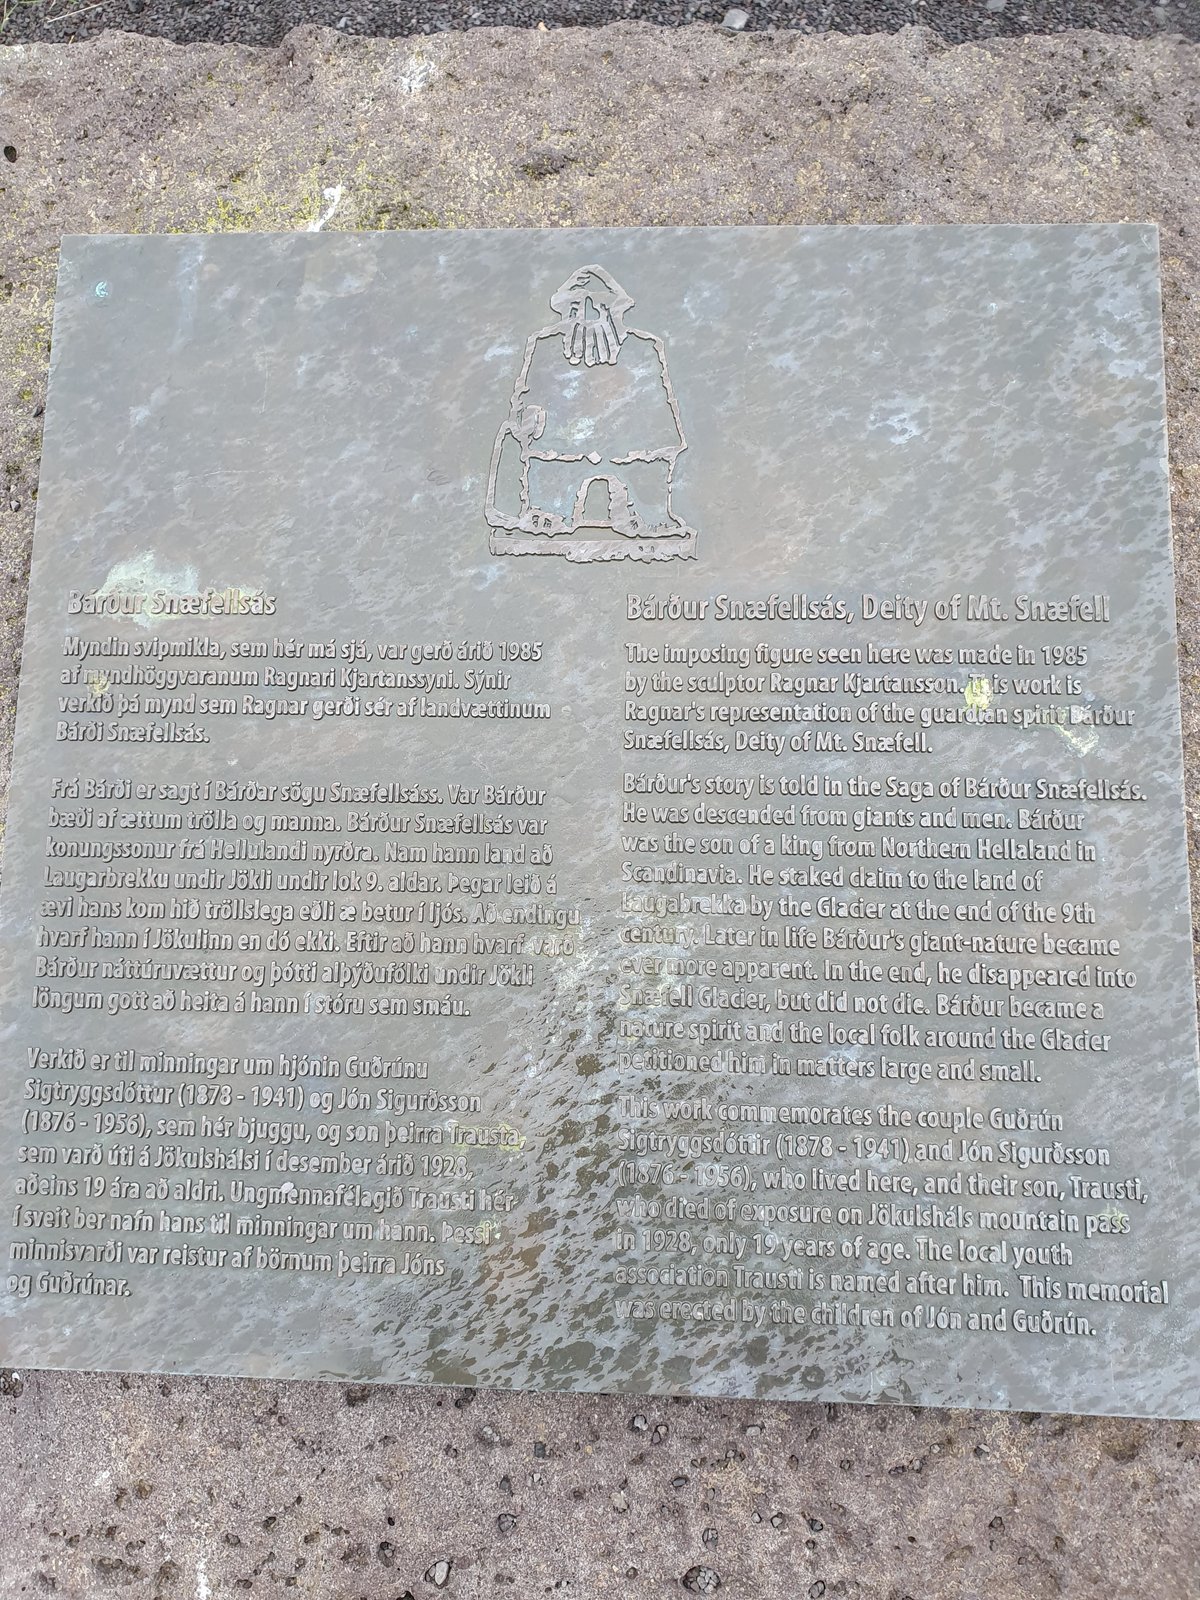 Bárður Snæfellsás
Myndin svipmikla, sem hér má sjá, var gerð árið 1985
af myndhöggvaranum Ragnari Kjartanssyni. Sýnir
verkið þá mynd sem Ragnar gerði sér af landvættinum
Bárði Snæfellsás.
Frá Bárði er sagt í Bárðar sögu Snæfellsáss. Var Bárður
bæði af ættum trölla og manna. Bárður Snæfellsás var
konungssonur frá Hellulandi nyrðra. Nam hann land að
Laugarbrekku undir Jökli undir lok 9. aldar. Þegar leið á
ævi hans kom hið tröllslega eðli æ betur í ljós. Að endingu
hvarf hann í Jökulinn en dó ekki. Eftir að hann hvarf varð
Bárður náttúruvættur og þótti alþýðufólki undir Jökli
löngum gott að heita á hann í stóru sem smáu.
Verkið er til minningar um hjónin Guðrúnu
Sigtryggsdóttur (1878 - 1941) og Jón Sigurðsson
(1876 - 1956), sem hér bjuggu, og son þeirra Trausta,
sem varð úti á Jökulshálsi í desember árið 1928,
aðeins 19 ára að aldri. Ungmennafélagið Trausti hér
í sveit ber nafn hans til minningar um hann. Þessi
minnisvarði var reistur af börnum þeirra Jóns
og Guðrúnar.
Bárður Snæfellsás, Deity of Mt. Snæfell
The imposing figure seen here was made in 1985
by the sculptor Ragnar Kjartansson. This work is
Ragnar's representation of the guardian spirit Bárður
Snæfellsás, Deity of Mt. Snæfell.
Bárður's story is told in the Saga of Bárður Snæfellsás.
He was descended from giants and men. Bárður
was the son of a king from Northern Hellaland in
Scandinavia. He staked claim to the land of
Laugabrekka by the Glacier at the end of the 9th
century. Later in life Bárður's giant-nature became
ever more apparent. In the end, he disappeared into
Snæfell Glacier, but did not die. Bárður became a
nature spirit and the local folk around the Glacier
petitioned him in matters large and small.
This work commemorates the couple Guðrún
Sigtryggsdóttir (1878 - 1941) and Jón Sigurðsson
(1876 - 1956), who lived here, and their son, Trausti,
who died of exposure on Jökulsháls mountain pass
in 1928, only 19 years of age. The local youth
association Trausti is named after him. This memorial
was erected by the children of Jón and Guðrún.